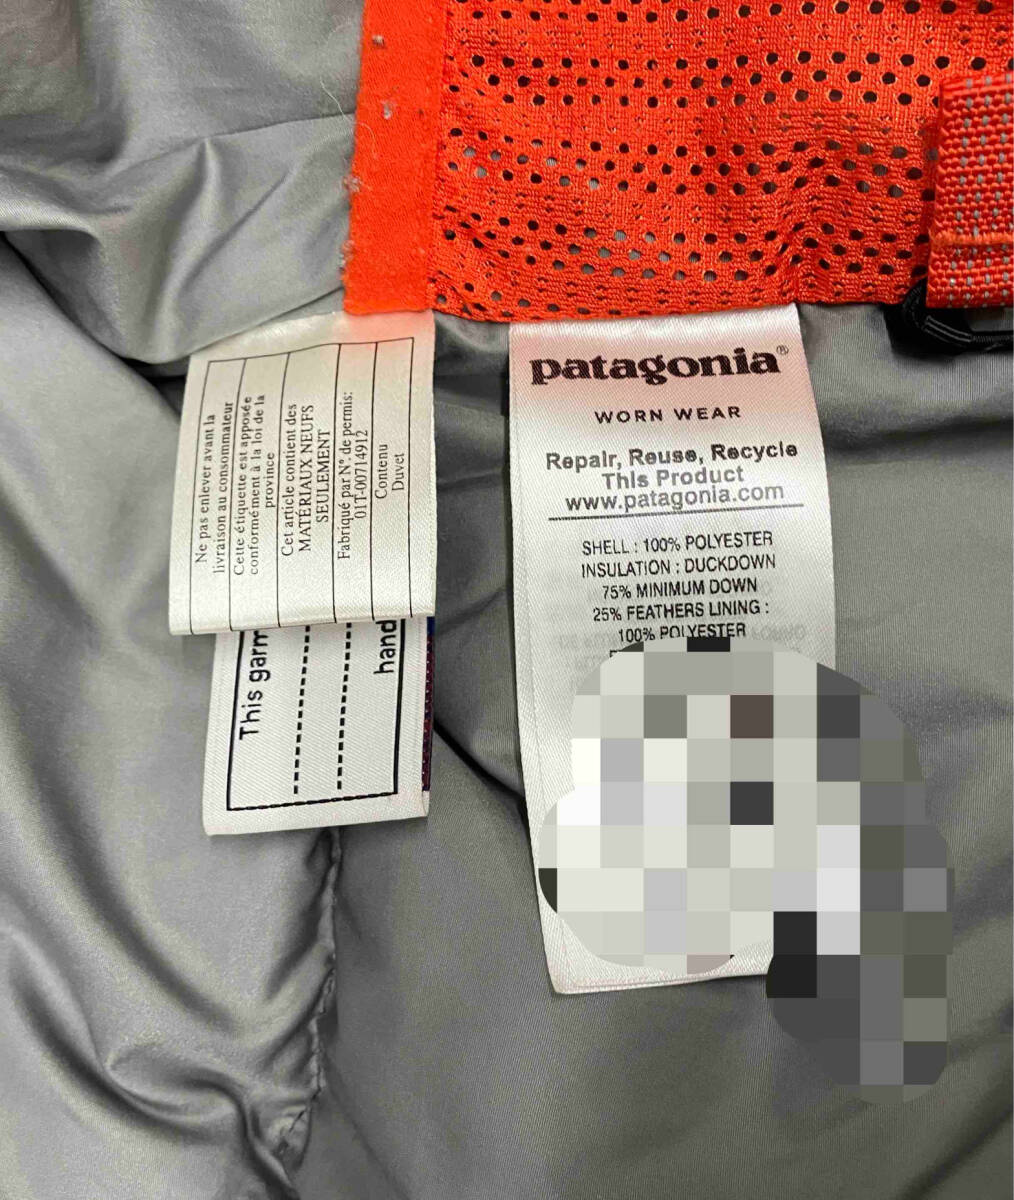 Ne pas enlever avant la
livraison au consommateur
Cette étiquette est apposée
conformément à la loi de la
province
Cet article contient des
MATÉRIAUX NEUFS
SEULEMENT
Fabriqué par N°. de permis:
01T-00714912
Contenu
Duvet
This garm
hand
patagonia®
WORN WEAR
Repair, Reuse, Recycle
This Product
www.patagonia.com
SHELL : 100% POLYESTER
INSULATION : DUCKDOWN
75% MINIMUM DOWN
25% FEATHERS LINING :
100% POLYESTER